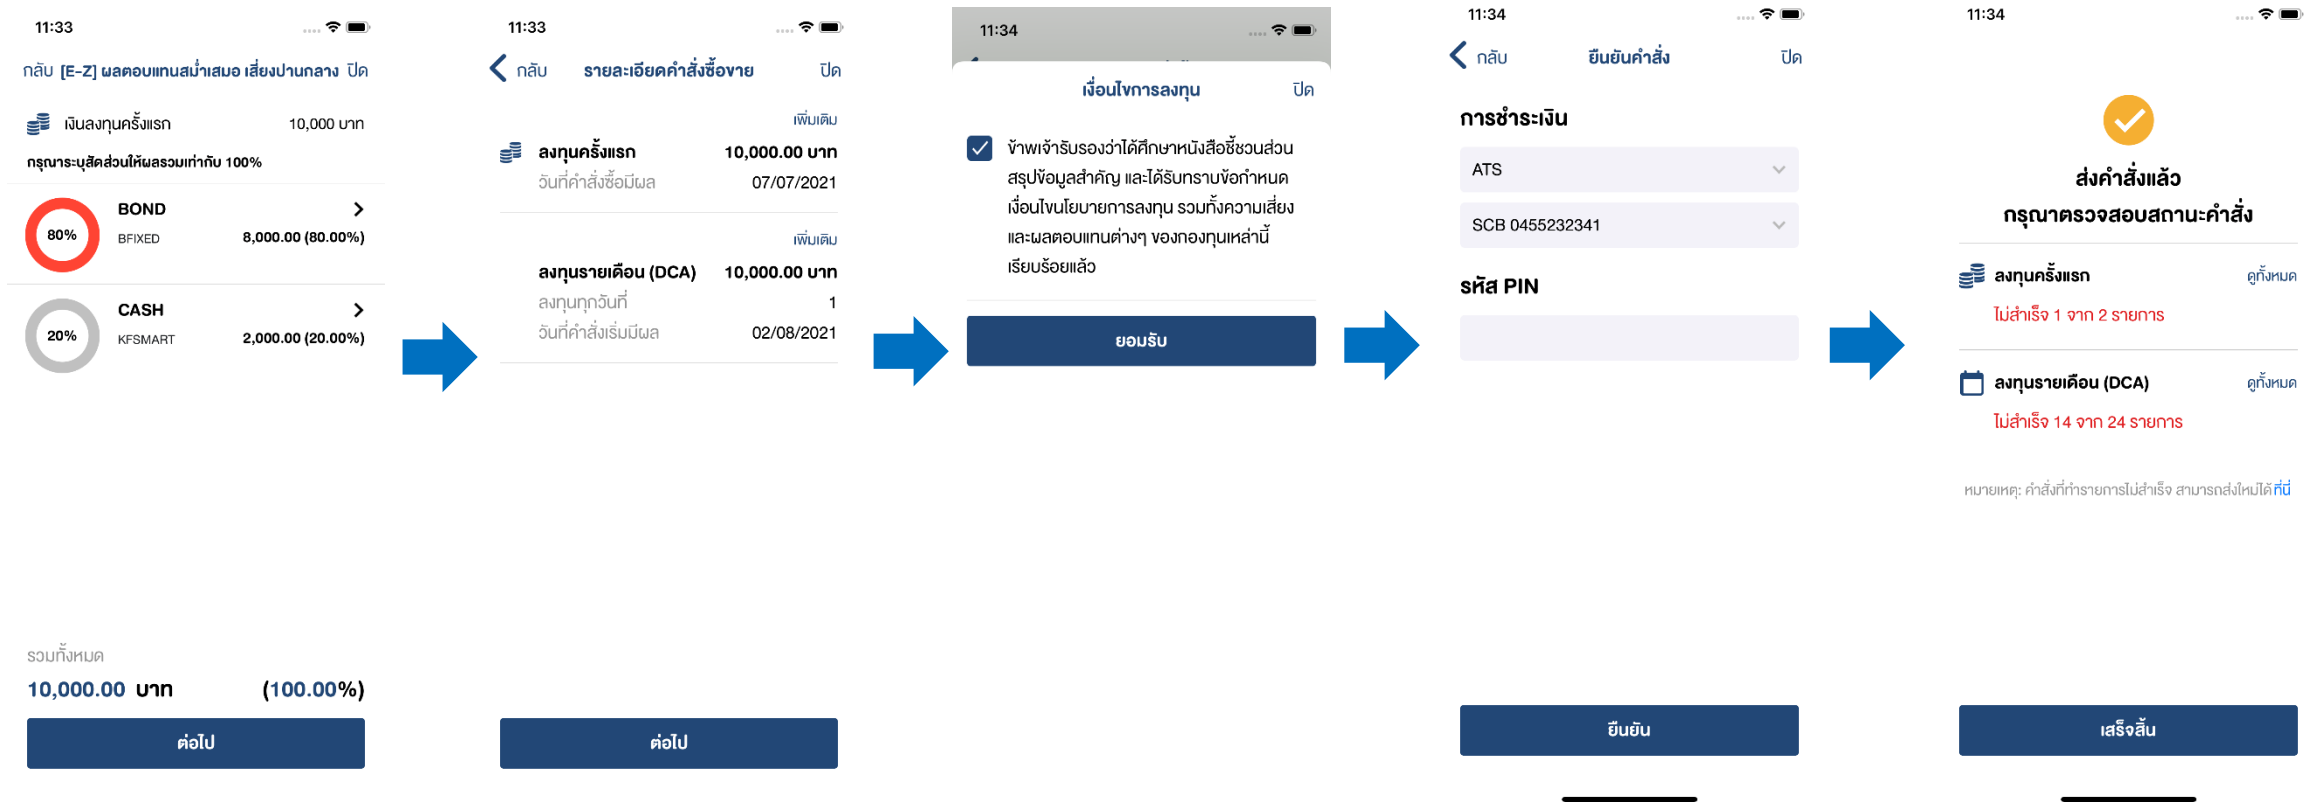 11:33
กลับ [E-Z] ผลตอบแทนสม่ำเสมอ เสี่ยงปานกลาง ปิด
เงินลงทุนครั้งแรก 10,000 บาท
กรุณาระบุสัดส่วนให้ผลรวมเท่ากับ 100%
80% BOND
BFIXED 8,000.00 (80.00%)
20% CASH
KFSMART 2,000.00 (20.00%)
รวมทั้งหมด
10,000.00 บาท (100.00%)
ต่อไป
11:33
กลับ รายละเอียดคำสั่งซื้อขาย ปิด
เพิ่มเติม
ลงทุนครั้งแรก 10,000.00 บาท
วันที่คำสั่งซื้อมีผล 07/07/2021
เพิ่มเติม
ลงทุนรายเดือน (DCA) 10,000.00 บาท
ลงทุนทุกวันที่ 1
วันที่คำสั่งเริ่มมีผล 02/08/2021
ต่อไป
11:34
เงื่อนไขการลงทุน ปิด
ข้าพเจ้ารับรองว่าได้ศึกษาหนังสือชี้ชวนส่วน
สรุปข้อมูลสำคัญ และได้รับทราบข้อกำหนด
เงื่อนไขนโยบายการลงทุน รวมทั้งความเสี่ยง
และผลตอบแทนต่างๆ ของกองทุนเหล่านี้
เรียบร้อยแล้ว
ยอมรับ
11:34
กลับ ยืนยันคำสั่ง ปิด
การชำระเงิน
ATS
SCB 0455232341
รหัส PIN
ยืนยัน
11:34
ส่งคำสั่งแล้ว
กรุณาตรวจสอบสถานะคำสั่ง
ลงทุนครั้งแรก ดูทั้งหมด
ไม่สำเร็จ 1 จาก 2 รายการ
ลงทุนรายเดือน (DCA) ดูทั้งหมด
ไม่สำเร็จ 14 จาก 24 รายการ
หมายเหตุ: คำสั่งที่ทำรายการไม่สำเร็จ สามารถส่งใหม่ได้ ที่นี่
เสร็จสิ้น